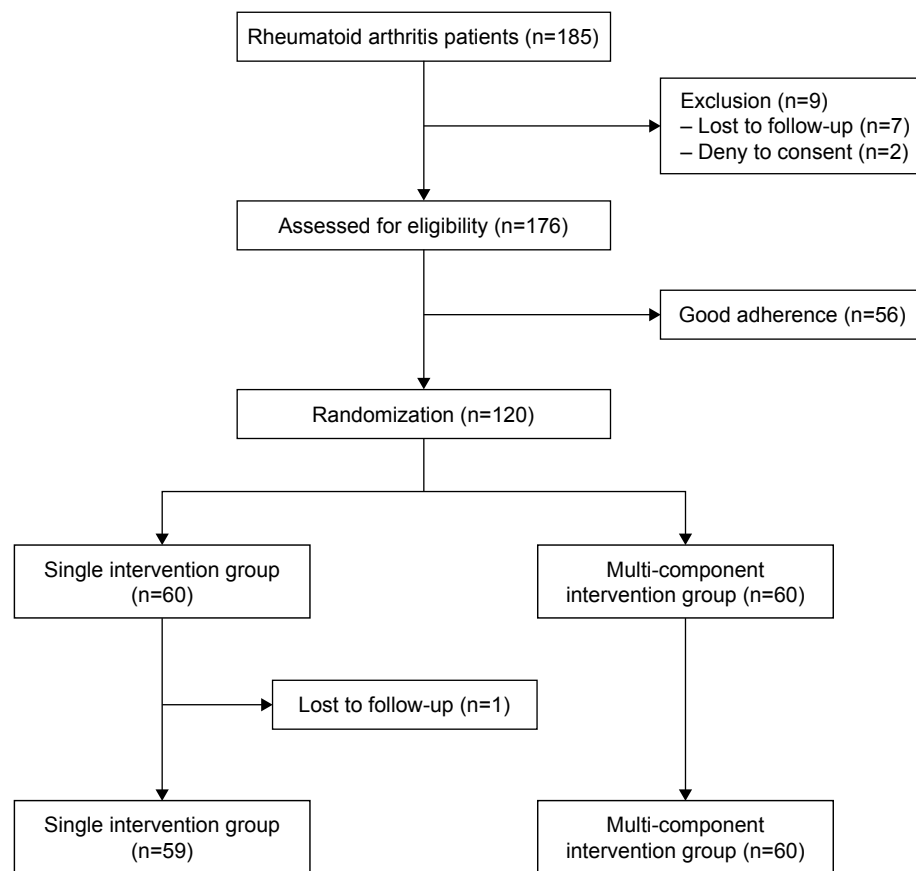 Rheumatoid arthritis patients (n=185)
Exclusion (n=9)
– Lost to follow-up (n=7)
– Deny to consent (n=2)
Assessed for eligibility (n=176)
Good adherence (n=56)
Randomization (n=120)
Single intervention group
(n=60)
Multi-component
intervention group (n=60)
Lost to follow-up (n=1)
Single intervention group
(n=59)
Multi-component
intervention group (n=60)